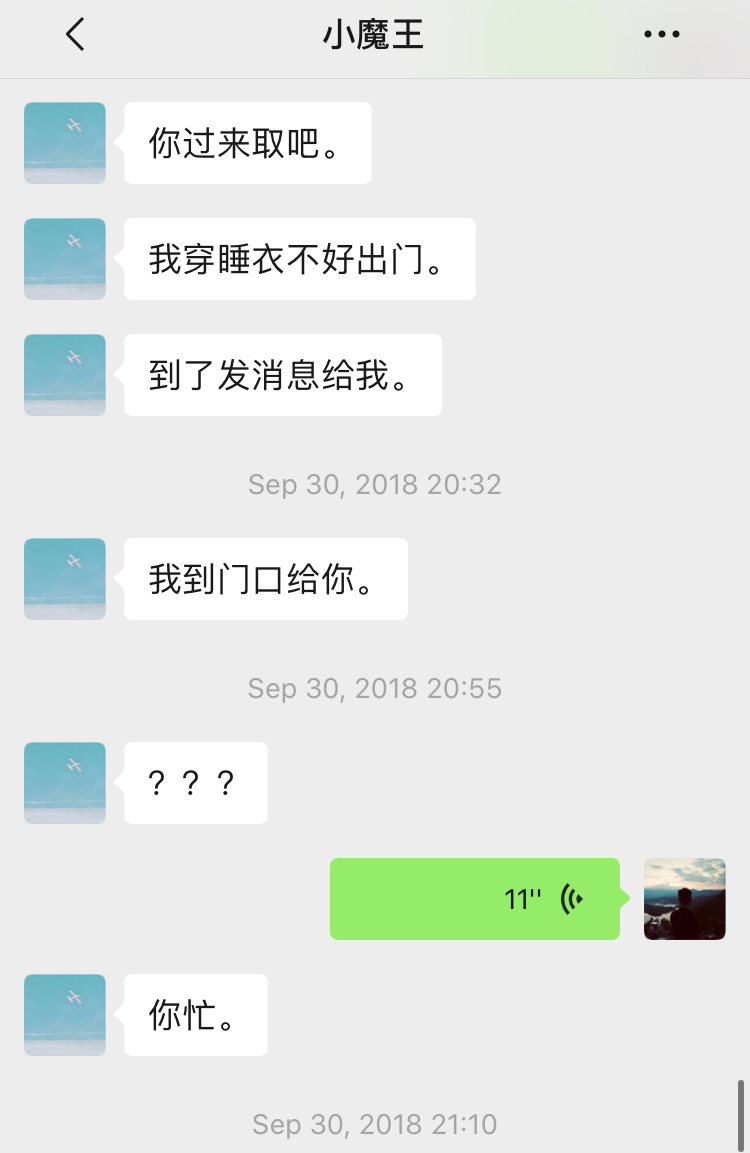 小魔王
你过来取吧。
我穿睡衣不好出门。
到了发消息给我。
Sep 30, 2018 20:32
我到门口给你。
Sep 30, 2018 20:55
？？？
11''
你忙。
Sep 30, 2018 21:10